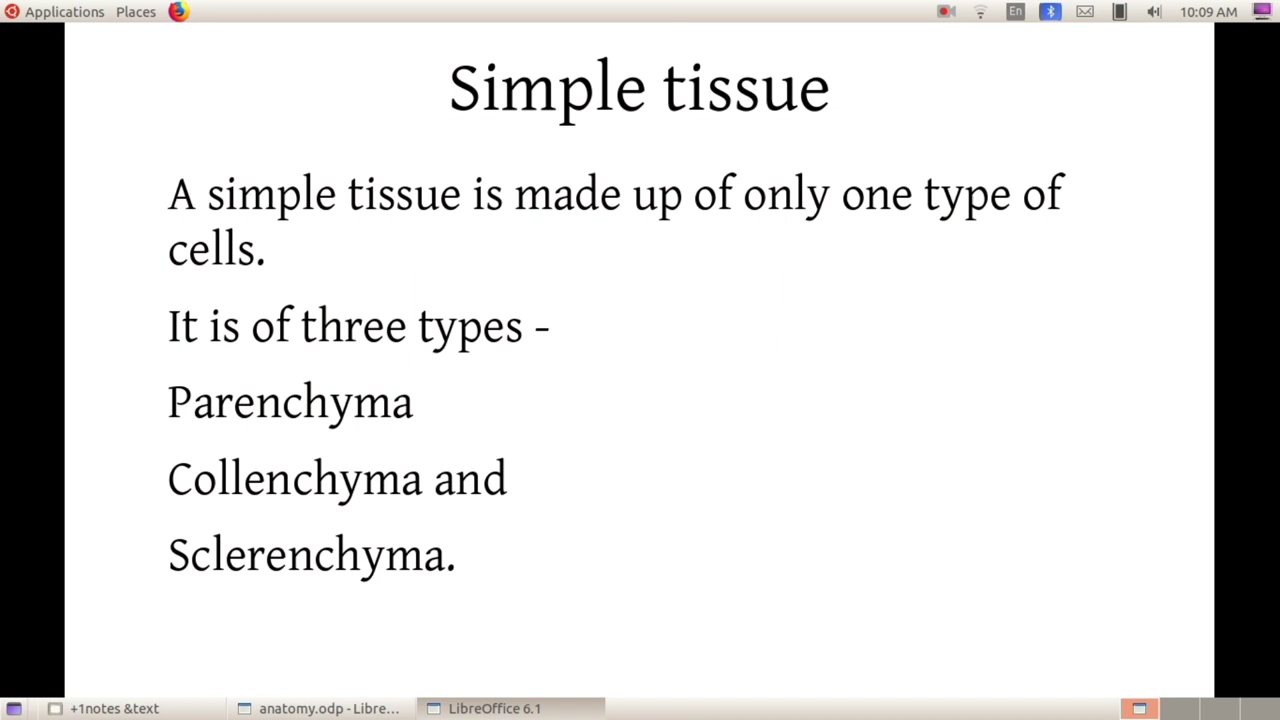 Applications Places En 10:09 AM
Simple tissue
A simple tissue is made up of only one type of
cells.
It is of three types -
Parenchyma
Collenchyma and
Sclerenchyma.
+1notes &text anatomy.odp - Libre... LibreOffice 6.1